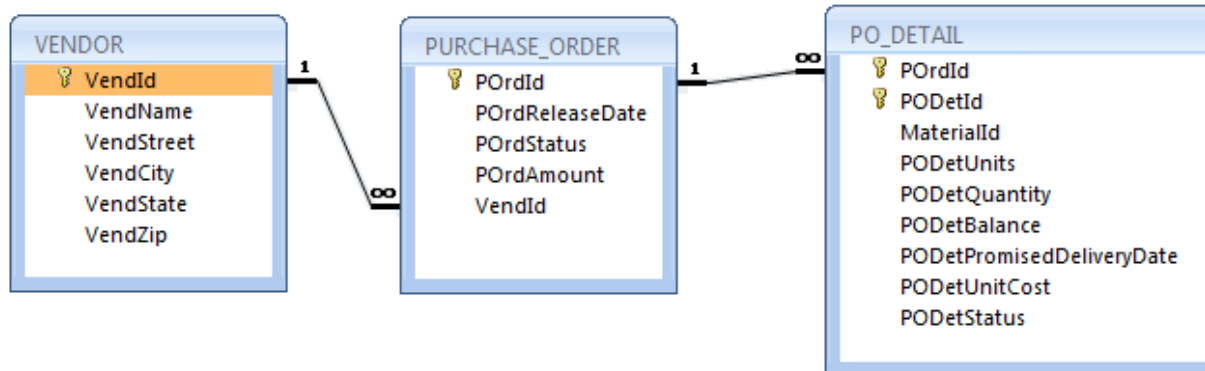 VENDOR
VendId
VendName
VendStreet
VendCity
VendState
VendZip
1
∞
PURCHASE_ORDER
POrdId
POrdReleaseDate
POrdStatus
POrdAmount
VendId
1
∞
PO_DETAIL
POrdId
PODetId
MaterialId
PODetUnits
PODetQuantity
PODetBalance
PODetPromisedDeliveryDate
PODetUnitCost
PODetStatus